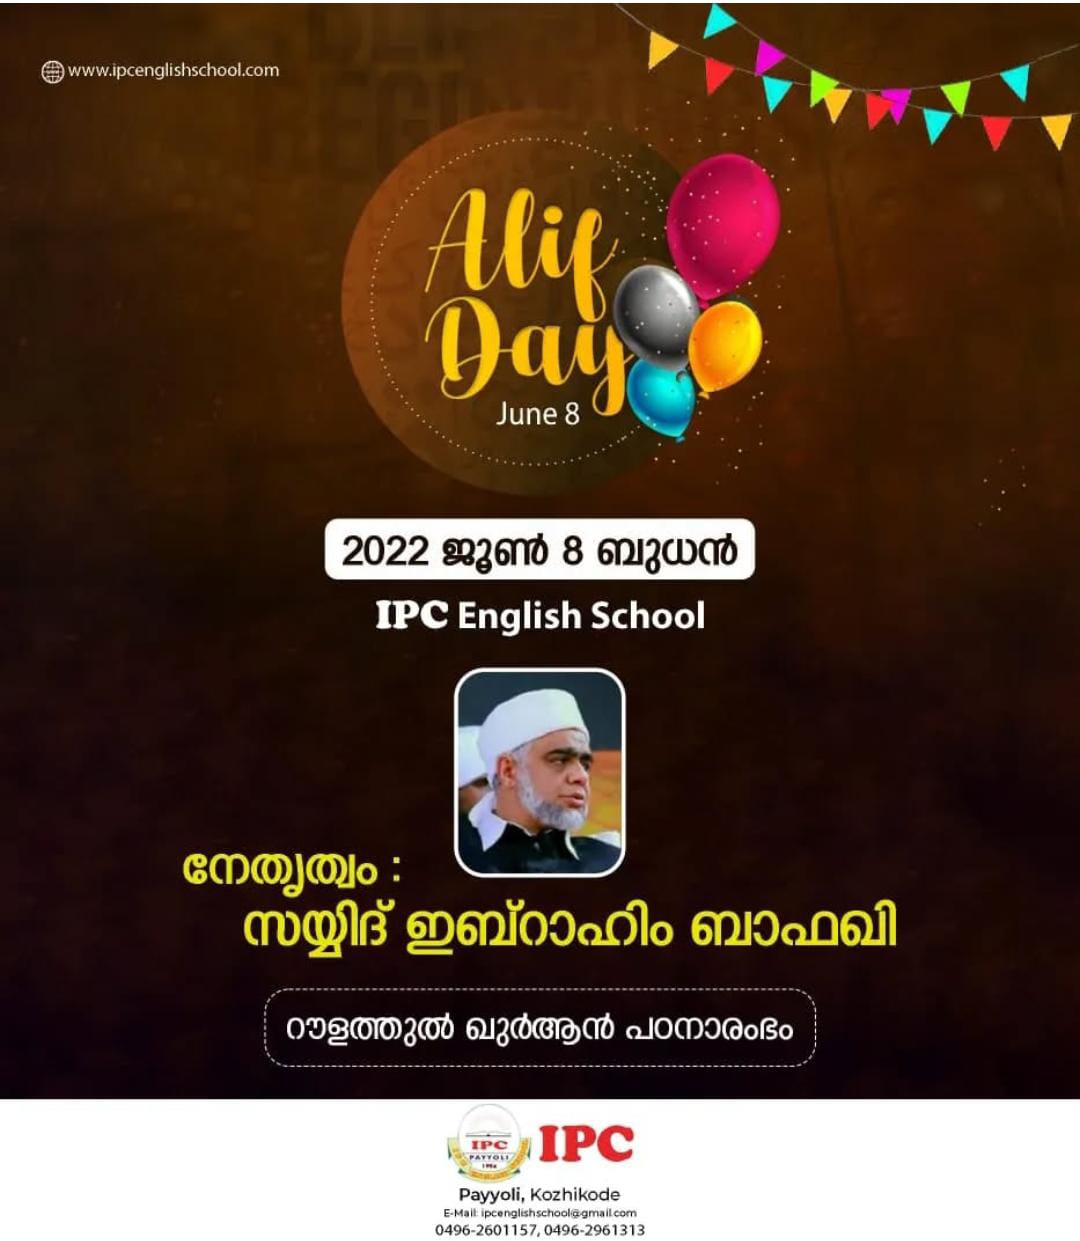 www.ipcenglishschool.com
Alif
Day
June 8
2022 ജൂൺ 8 ബുധൻ
IPC English School
നേതൃത്വം :
സയ്യിദ് ഇബ്റാഹിം ബാഫഖി
റൗളത്തുൽ ഖുർആൻ പഠനാരംഭം
IPC
PAYYOLI
IPC
Payyoli, Kozhikode
E-Mail: ipcenglishschool@gmail.com
0496-2601157, 0496-2961313